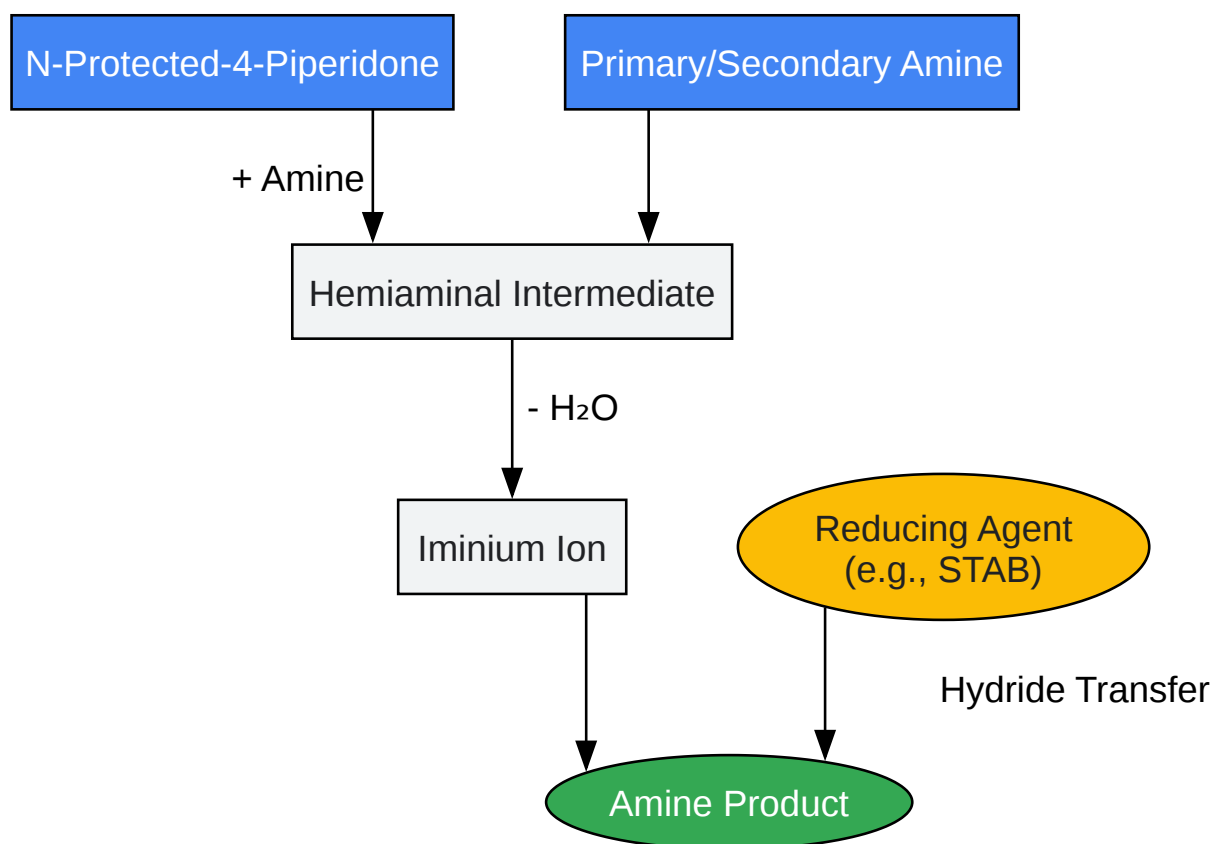 N-Protected-4-Piperidone
Primary/Secondary Amine
+ Amine
Hemiaminal Intermediate
- H₂O
Iminium Ion
Reducing Agent
(e.g., STAB)
Hydride Transfer
Amine Product